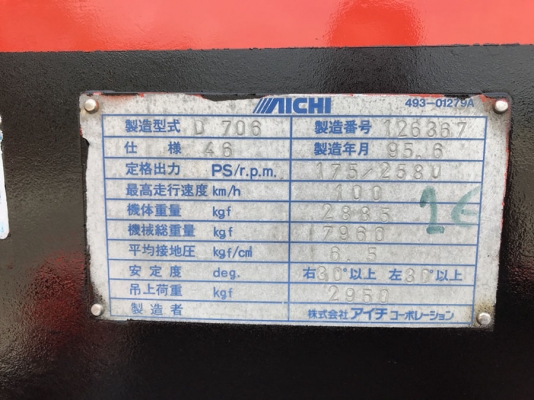 AICHI 493-01279A
製造型式 D 706 製造番号 126367
仕様 46 製造年月 95.6
定格出力 PS/r.p.m. 175/2680
最高走行速度 km/h 100
機体重量 kgf 2885
機械総重量 kgf 7960
平均接地圧 kgf/c㎡ 6.5
安定度 deg. 右30°以上 左30°以上
吊上荷重 kgf 2950
製造者 株式会社 アイチ コーポレーション